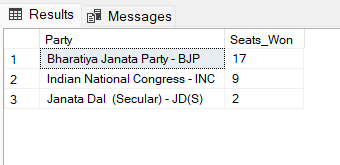 Results Messages
Party Seats_Won
1 Bharatiya Janata Party - BJP 17
2 Indian National Congress - INC 9
3 Janata Dal  (Secular) - JD(S) 2